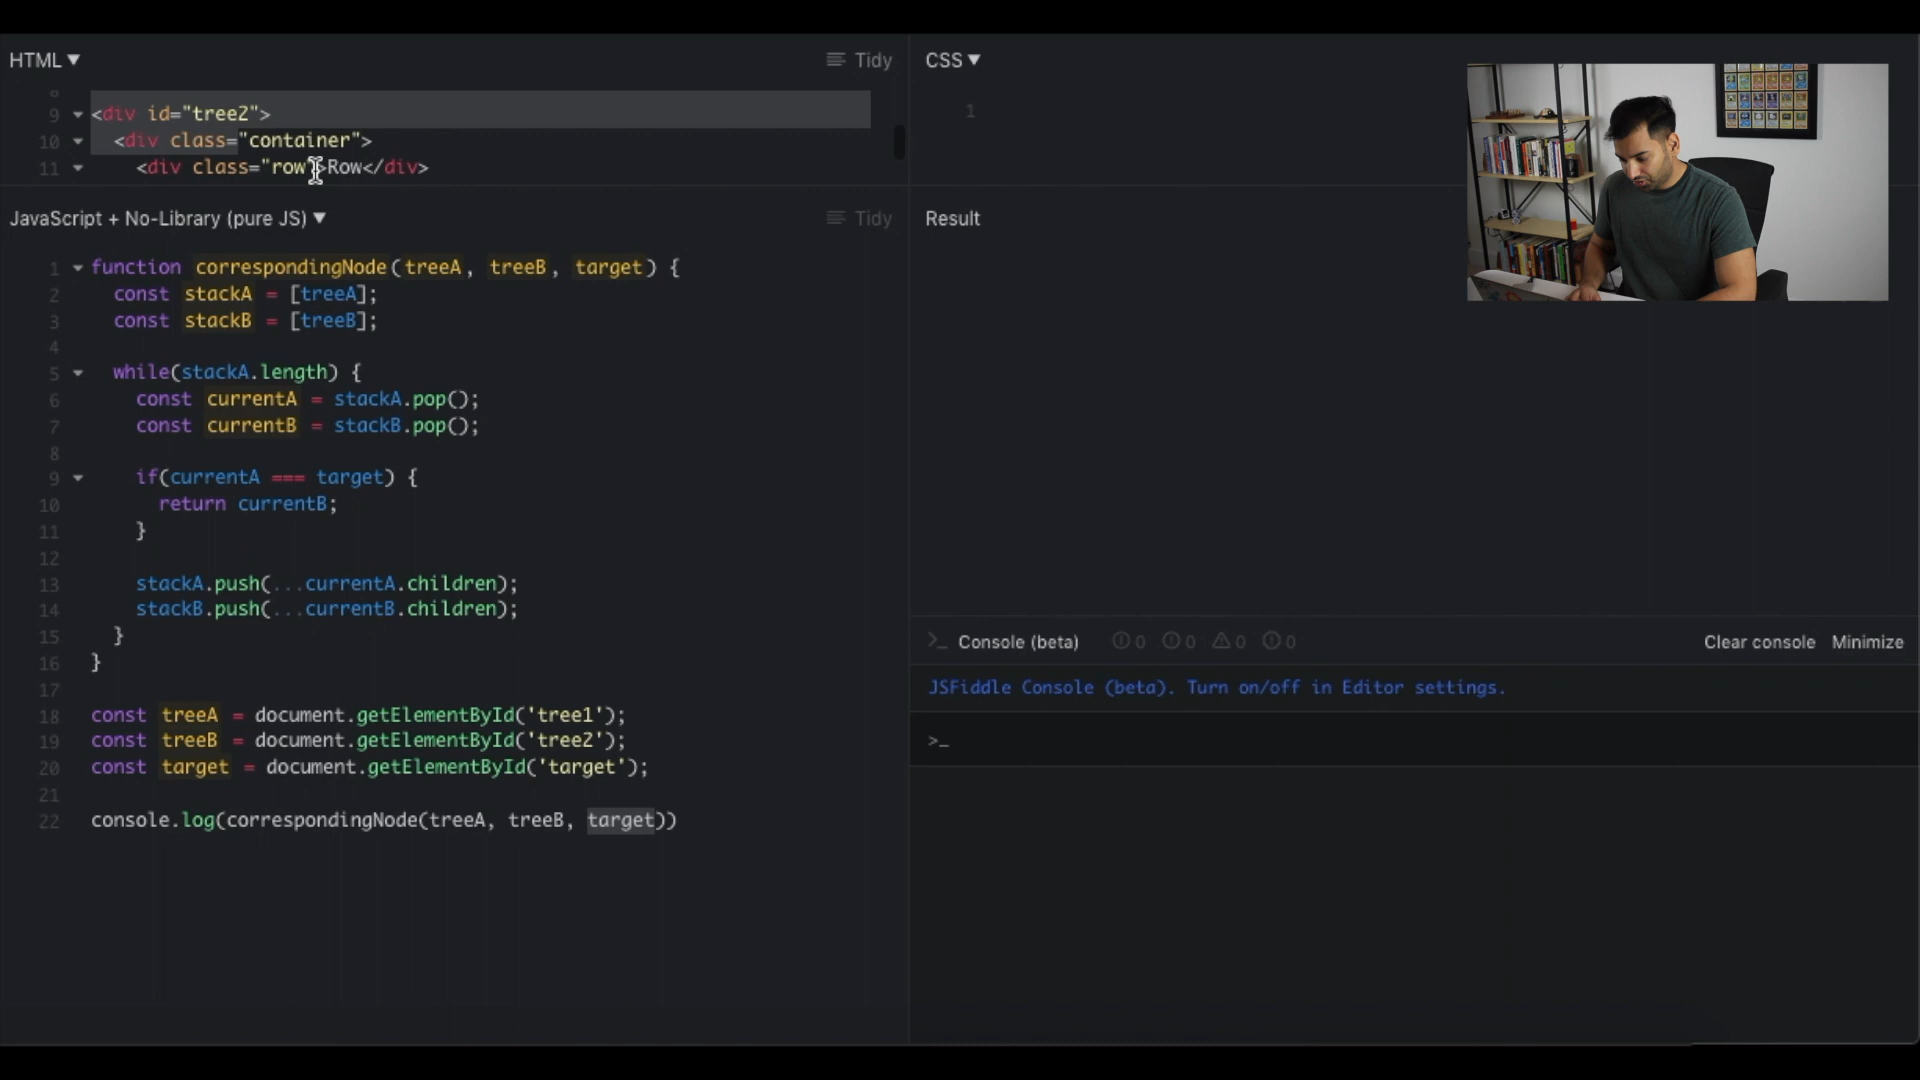 HTML ▼
Tidy
8
9 <div id="tree2">
10 <div class="container">
11 <div class="row">Row</div>
CSS ▼
1
JavaScript + No-Library (pure JS) ▼
Tidy
1 function correspondingNode(treeA, treeB, target) {
2 const stackA = [treeA];
3 const stackB = [treeB];
4
5 while(stackA.length) {
6 const currentA = stackA.pop();
7 const currentB = stackB.pop();
8
9 if(currentA === target) {
10 return currentB;
11 }
12
13 stackA.push(...currentA.children);
14 stackB.push(...currentB.children);
15 }
16 }
17
18 const treeA = document.getElementById('tree1');
19 const treeB = document.getElementById('tree2');
20 const target = document.getElementById('target');
21
22 console.log(correspondingNode(treeA, treeB, target))
Result
>_ Console (beta) 0 0 0 0 Clear console Minimize
JSFiddle Console (beta). Turn on/off in Editor settings.
>_